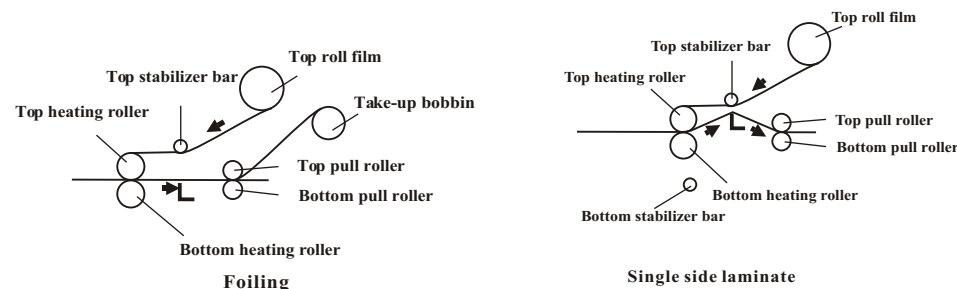 Top roll film
Top stabilizer bar
Take-up bobbin
Top heating roller
Top pull roller
Bottom pull roller
Bottom heating roller
Foiling
Top roll film
Top stabilizer bar
Top heating roller
Top pull roller
Bottom pull roller
Bottom heating roller
Bottom stabilizer bar
Single side laminate